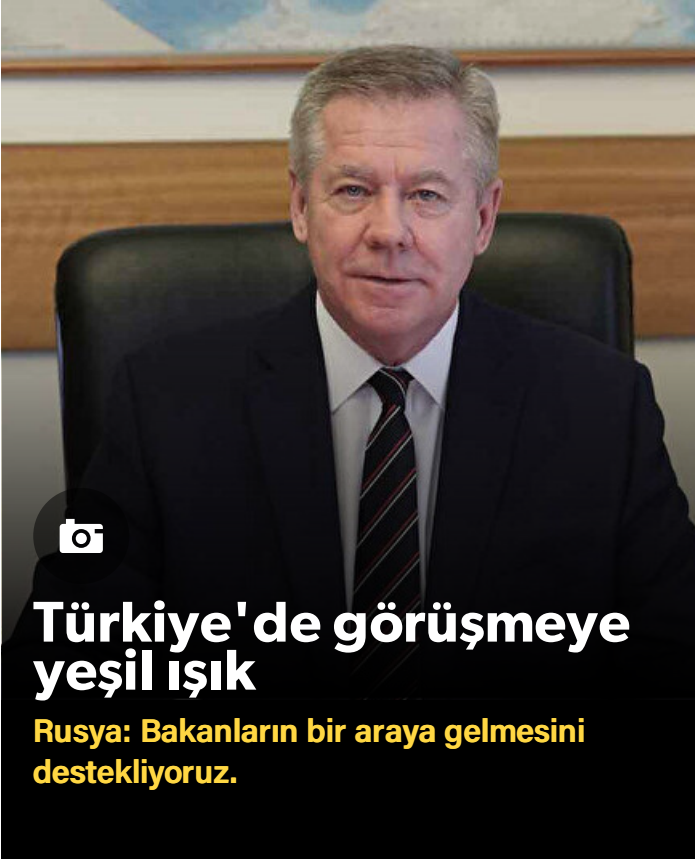 Türkiye'de görüşmeye
yeşil ışık
Rusya: Bakanların bir araya gelmesini
destekliyoruz.